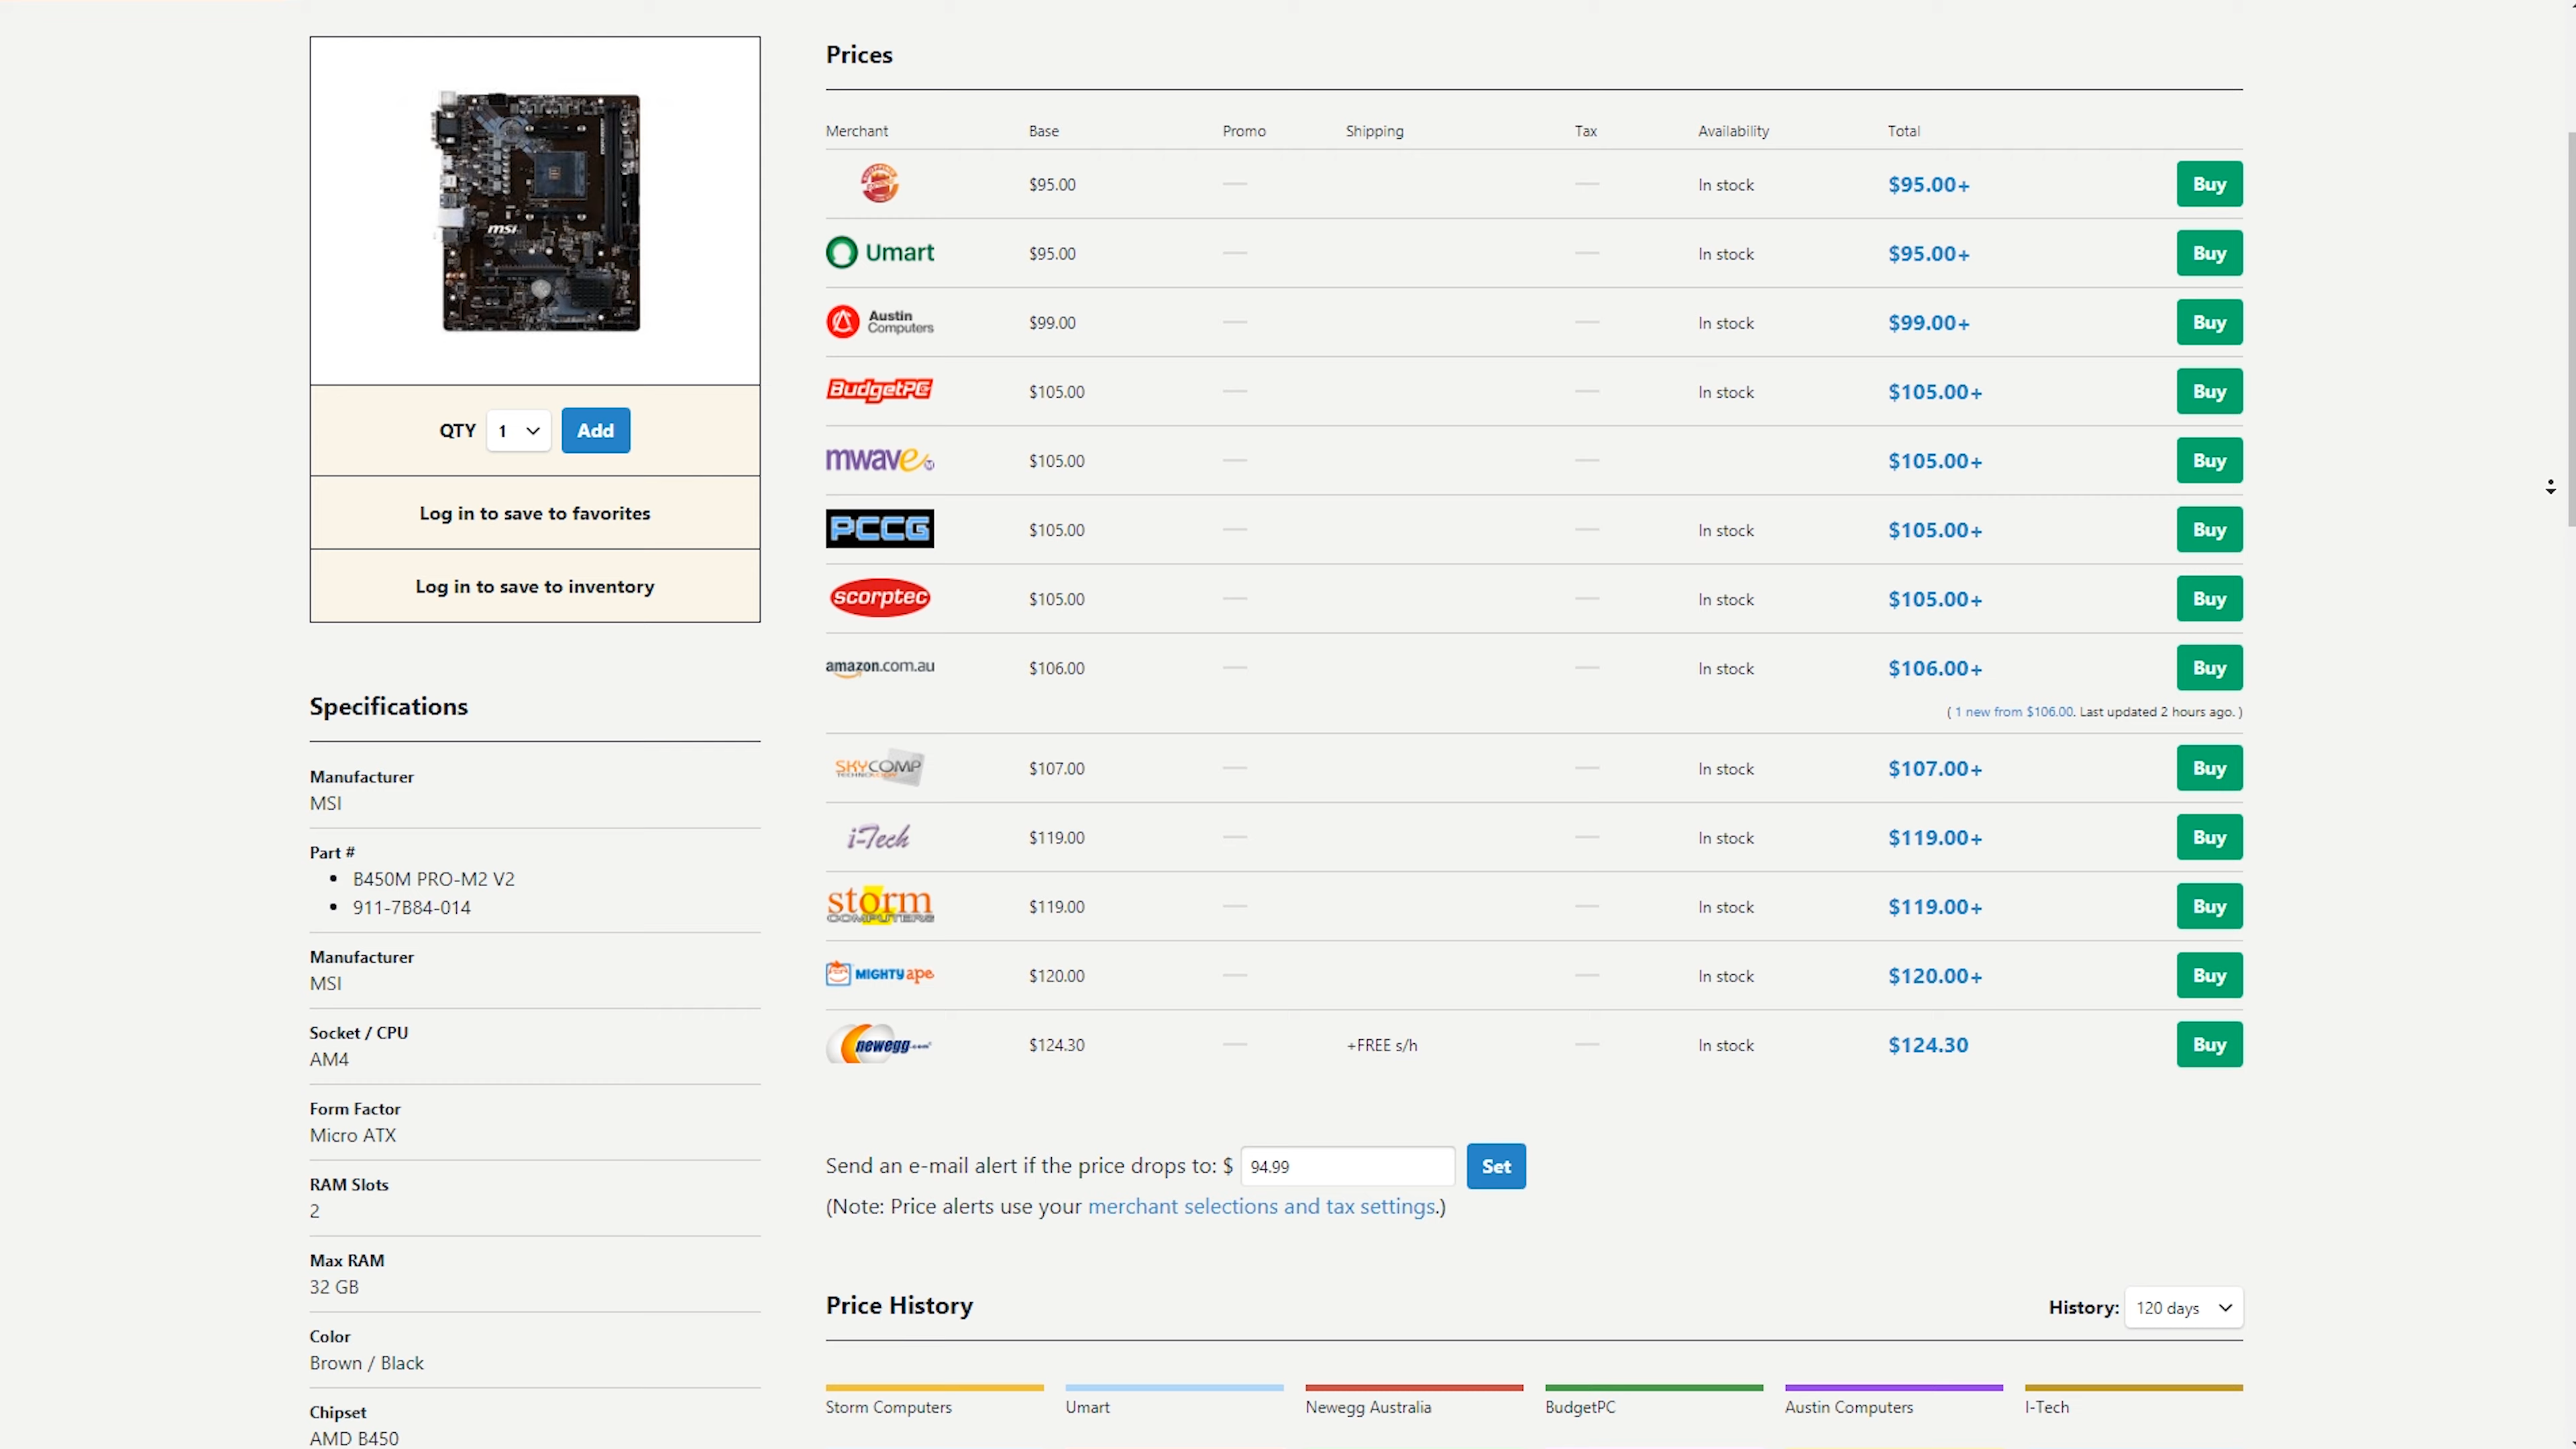 Prices
Merchant Base Promo Shipping Tax Availability Total
$95.00 — — In stock $95.00+ Buy
Umart $95.00 — — In stock $95.00+ Buy
Austin Computers $99.00 — — In stock $99.00+ Buy
BudgetPC $105.00 — — In stock $105.00+ Buy
mwave $105.00 — — $105.00+ Buy
PCCG $105.00 — — In stock $105.00+ Buy
scorptec $105.00 — — In stock $105.00+ Buy
amazon.com.au $106.00 — — In stock $106.00+ Buy
( 1 new from $106.00. Last updated 2 hours ago. )
SKYCOMP TECHNOLOGY $107.00 — — In stock $107.00+ Buy
i-Tech $119.00 — — In stock $119.00+ Buy
storm COMPUTERS $119.00 — — In stock $119.00+ Buy
MIGHTY ape $120.00 — — In stock $120.00+ Buy
newegg.com $124.30 — +FREE s/h — In stock $124.30 Buy
Send an e-mail alert if the price drops to: $ 94.99 Set
(Note: Price alerts use your merchant selections and tax settings.)
Price History
History: 120 days
Storm Computers
Umart
Newegg Australia
BudgetPC
Austin Computers
I-Tech
msi
QTY 1 Add
Log in to save to favorites
Log in to save to inventory
Specifications
Manufacturer
MSI
Part #
• B450M PRO-M2 V2
• 911-7B84-014
Manufacturer
MSI
Socket / CPU
AM4
Form Factor
Micro ATX
RAM Slots
2
Max RAM
32 GB
Color
Brown / Black
Chipset
AMD B450